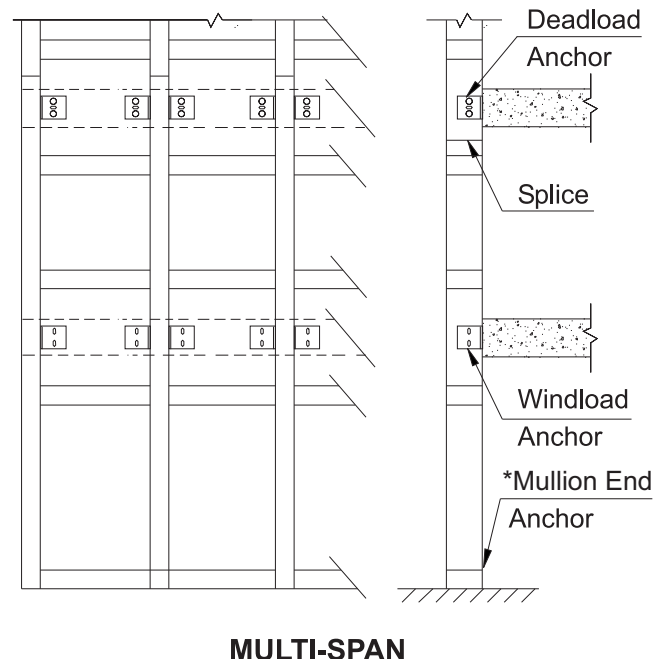 Deadload
Anchor
Splice
Windload
Anchor
*Mullion End
Anchor
MULTI-SPAN